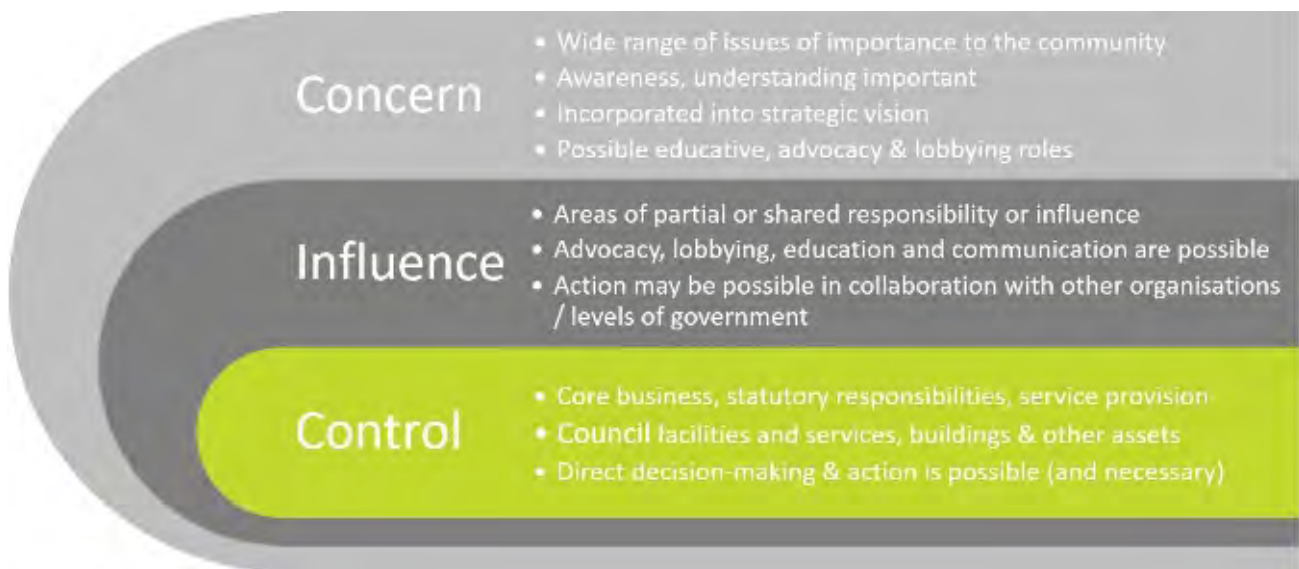 Concern
• Wide range of issues of importance to the community
• Awareness, understanding important
• Incorporated into strategic vision
• Possible educative, advocacy & lobbying roles
Influence
• Areas of partial or shared responsibility or influence
• Advocacy, lobbying, education and communication are possible
• Action may be possible in collaboration with other organisations
/ levels of government
Control
• Core business, statutory responsibilities, service provision
• Council facilities and services, buildings & other assets
• Direct decision-making & action is possible (and necessary)